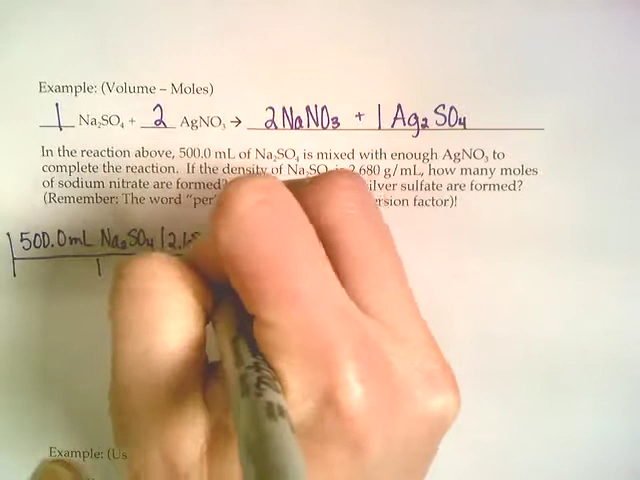 Example: (Volume – Moles)
1 Na₂SO₄ + 2 AgNO₃ → 2NaNO₃ + 1 Ag₂SO₄
In the reaction above, 500.0 mL of Na₂SO₄ is mixed with enough AgNO₃ to
complete the reaction. If the density of Na₂SO₄ is 2.680 g/mL, how many moles
of sodium nitrate are formed? silver sulfate are formed?
(Remember: The word “per” factor)!
500.0mL Na₂SO₄ | 2.68
Example: (Us